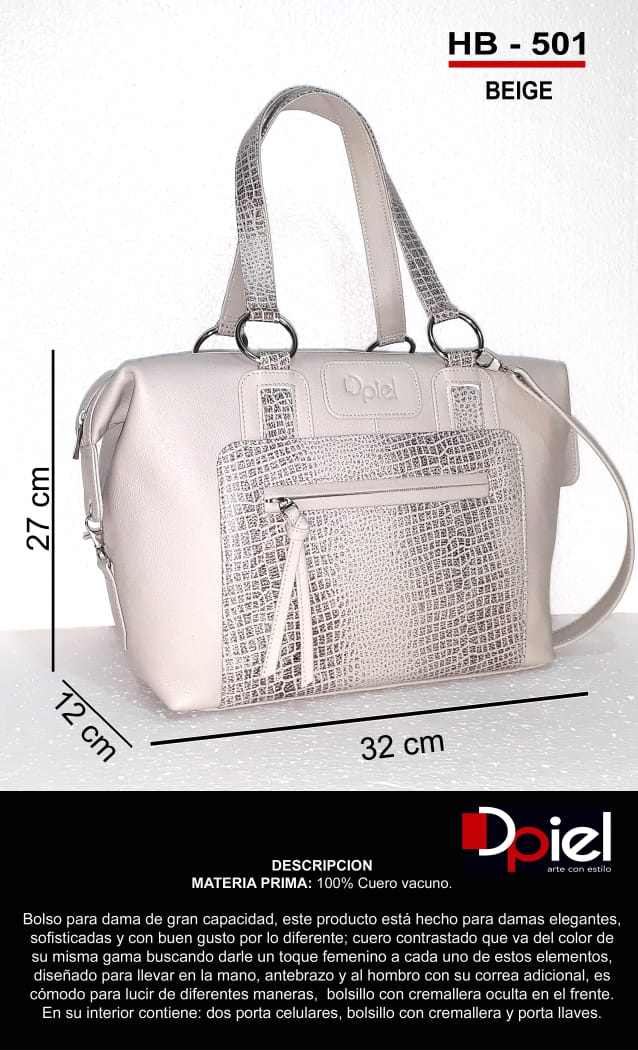 HB - 501
BEIGE
Dpiel
27 cm
12 cm
32 cm
Dpiel
arte con estilo
DESCRIPCION
MATERIA PRIMA: 100% Cuero vacuno.
Bolso para dama de gran capacidad, este producto está hecho para damas elegantes,
sofisticadas y con buen gusto por lo diferente; cuero contrastado que va del color de
su misma gama buscando darle un toque femenino a cada uno de estos elementos,
diseñado para llevar en la mano, antebrazo y al hombro con su correa adicional, es
cómodo para lucir de diferentes maneras, bolsillo con cremallera oculta en el frente.
En su interior contiene: dos porta celulares, bolsillo con cremallera y porta llaves.